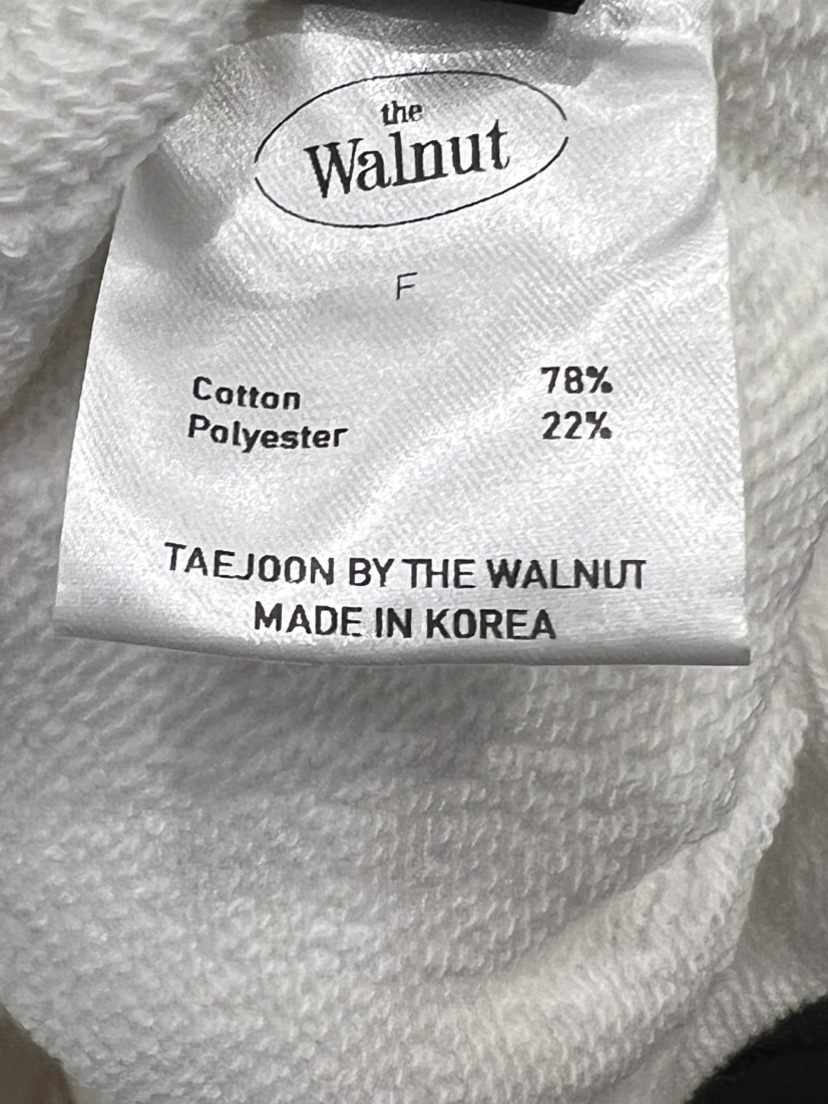 the
Walnut
F
Cotton 78%
Polyester 22%
TAEJOON BY THE WALNUT
MADE IN KOREA